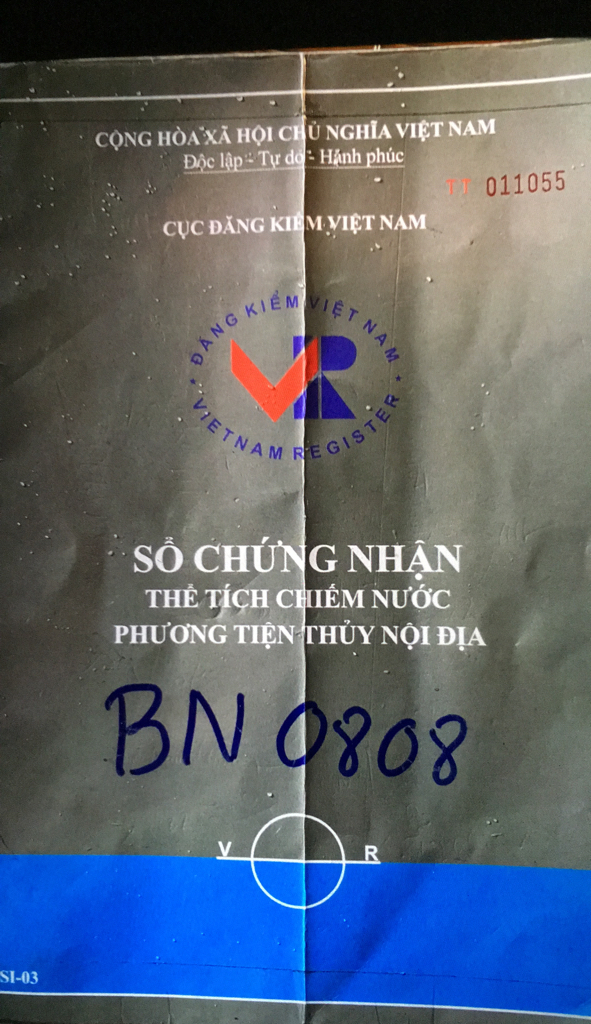 CỘNG HÒA XÃ HỘI CHỦ NGHĨA VIỆT NAM
Độc lập - Tự do - Hạnh phúc
TT 011055
CỤC ĐĂNG KIỂM VIỆT NAM
ĐĂNG KIỂM VIỆT NAM
VR
VIETNAM REGISTER
SỔ CHỨNG NHẬN
THỂ TÍCH CHIẾM NƯỚC
PHƯƠNG TIỆN THỦY NỘI ĐỊA
BN 0808
V R
SI-03